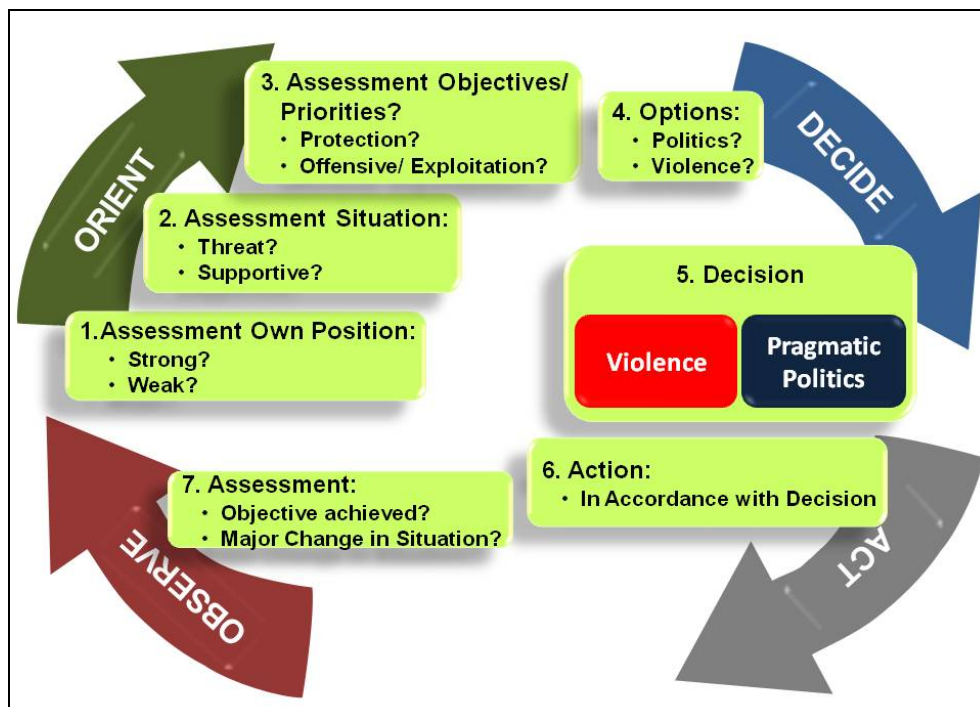 ORIENT
DECIDE
ACT
OBSERVE
1.Assessment Own Position:
• Strong?
• Weak?
2. Assessment Situation:
• Threat?
• Supportive?
3. Assessment Objectives/
Priorities?
• Protection?
• Offensive/ Exploitation?
4. Options:
• Politics?
• Violence?
5. Decision
Violence
Pragmatic
Politics
6. Action:
• In Accordance with Decision
7. Assessment:
• Objective achieved?
• Major Change in Situation?